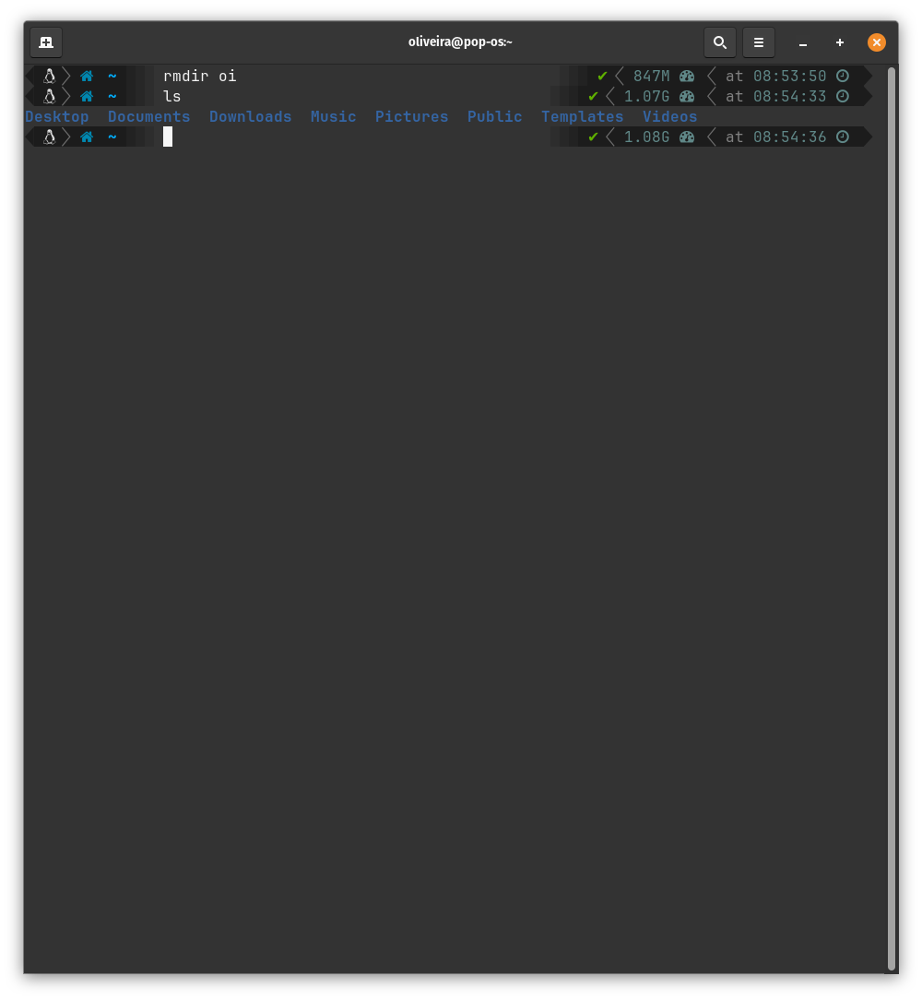 oliveira@pop-os:~
~ rmdir oi ✔ 847M at 08:53:50
~ ls ✔ 1.07G at 08:54:33
Desktop Documents Downloads Music Pictures Public Templates Videos
~ ✔ 1.08G at 08:54:36